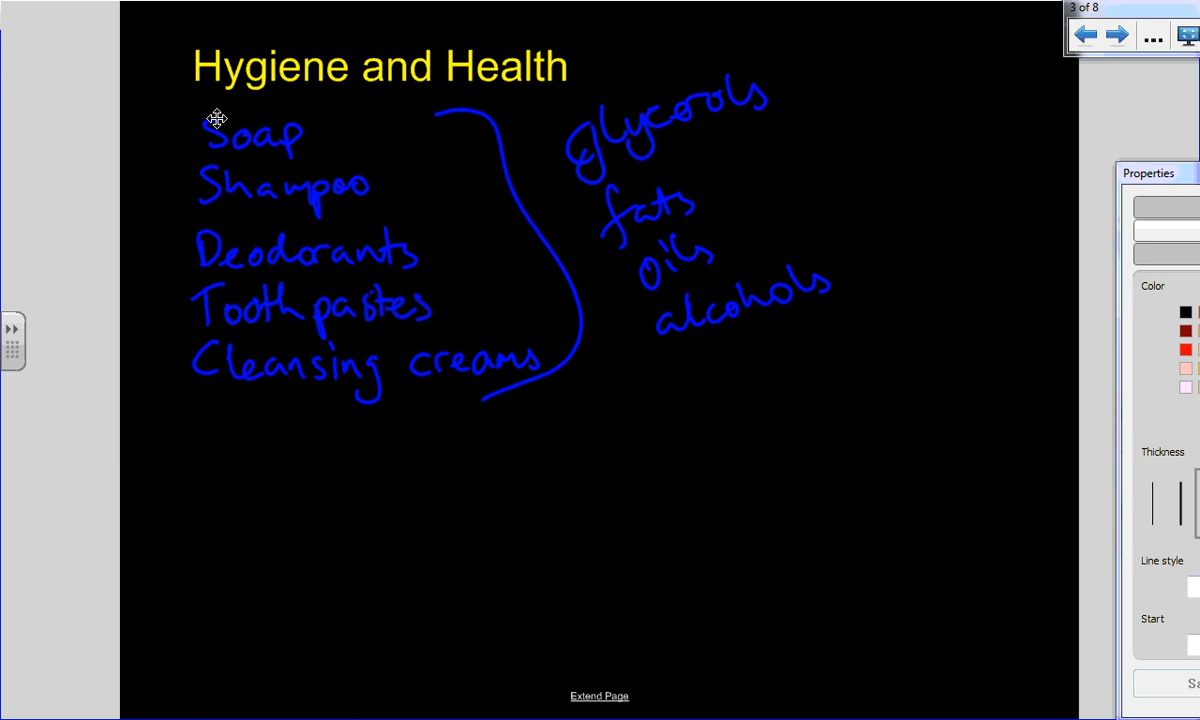 3 of 8
Hygiene and Health
Soap
Shampoo
Deodorants
Toothpastes
Cleansing creams
glycerols
fats
oils
alcohols
Properties
Color
Thickness
Line style
Start
Extend Page